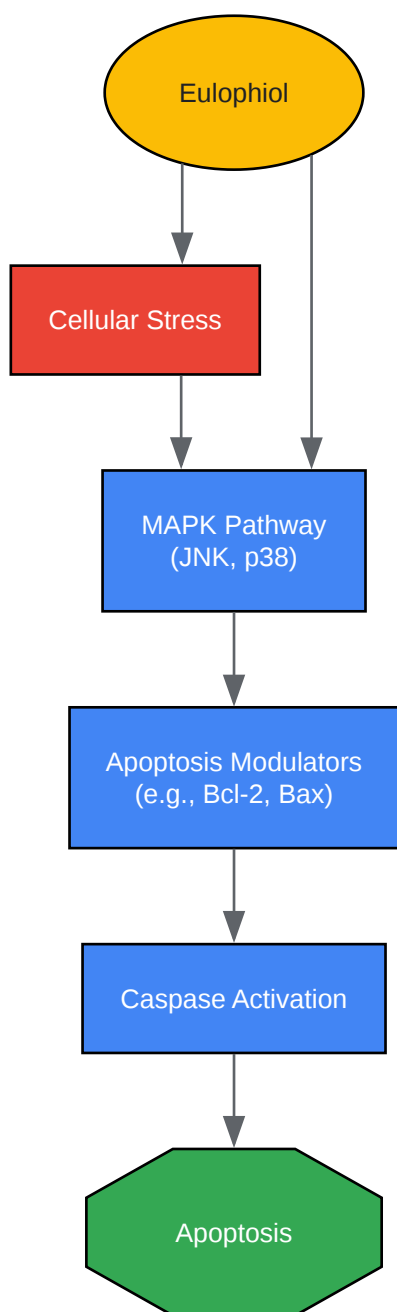 Eulophiol
Cellular Stress
MAPK Pathway
(JNK, p38)
Apoptosis Modulators
(e.g., Bcl-2, Bax)
Caspase Activation
Apoptosis